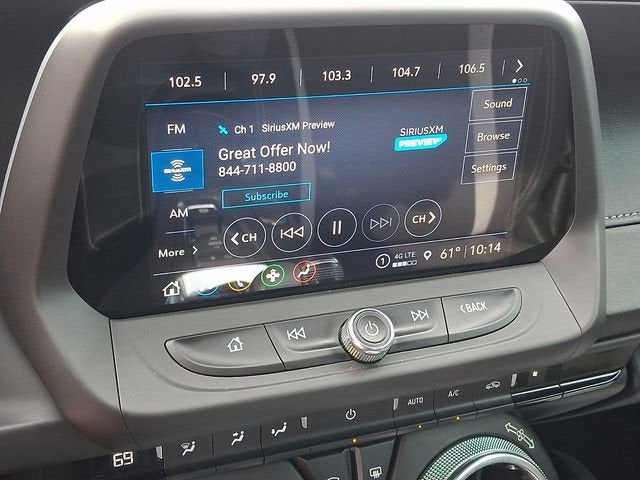 102.5 97.9 103.3 104.7 106.5
FM
Ch 1 SiriusXM Preview
SIRIUSXM
PREVIEW
Sound
Great Offer Now!
844-711-8800
Browse
SiriusXM
Subscribe
Settings
AM
CH CH
More
1 4G LTE 61° 10:14
BACK
AUTO A/C
69